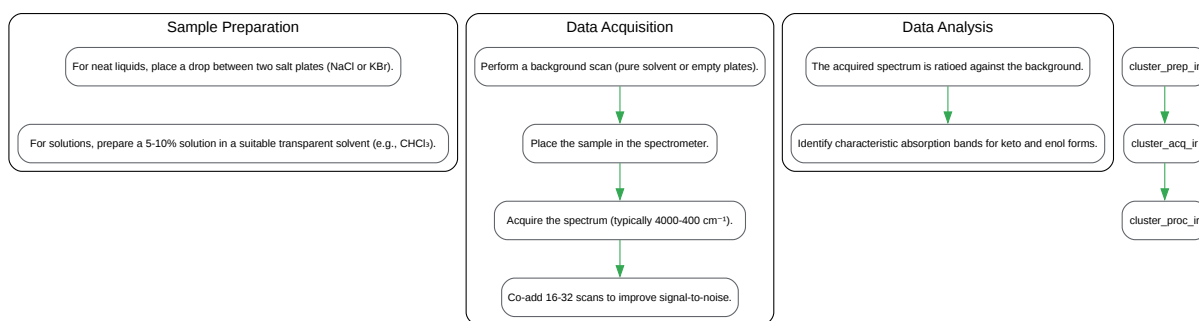 Sample Preparation
For neat liquids, place a drop between two salt plates (NaCl or KBr).
For solutions, prepare a 5-10% solution in a suitable transparent solvent (e.g., CHCl₃).
Data Acquisition
Perform a background scan (pure solvent or empty plates).
Place the sample in the spectrometer.
Acquire the spectrum (typically 4000-400 cm⁻¹).
Co-add 16-32 scans to improve signal-to-noise.
Data Analysis
The acquired spectrum is ratioed against the background.
Identify characteristic absorption bands for keto and enol forms.
cluster_prep_ir
cluster_acq_ir
cluster_proc_ir